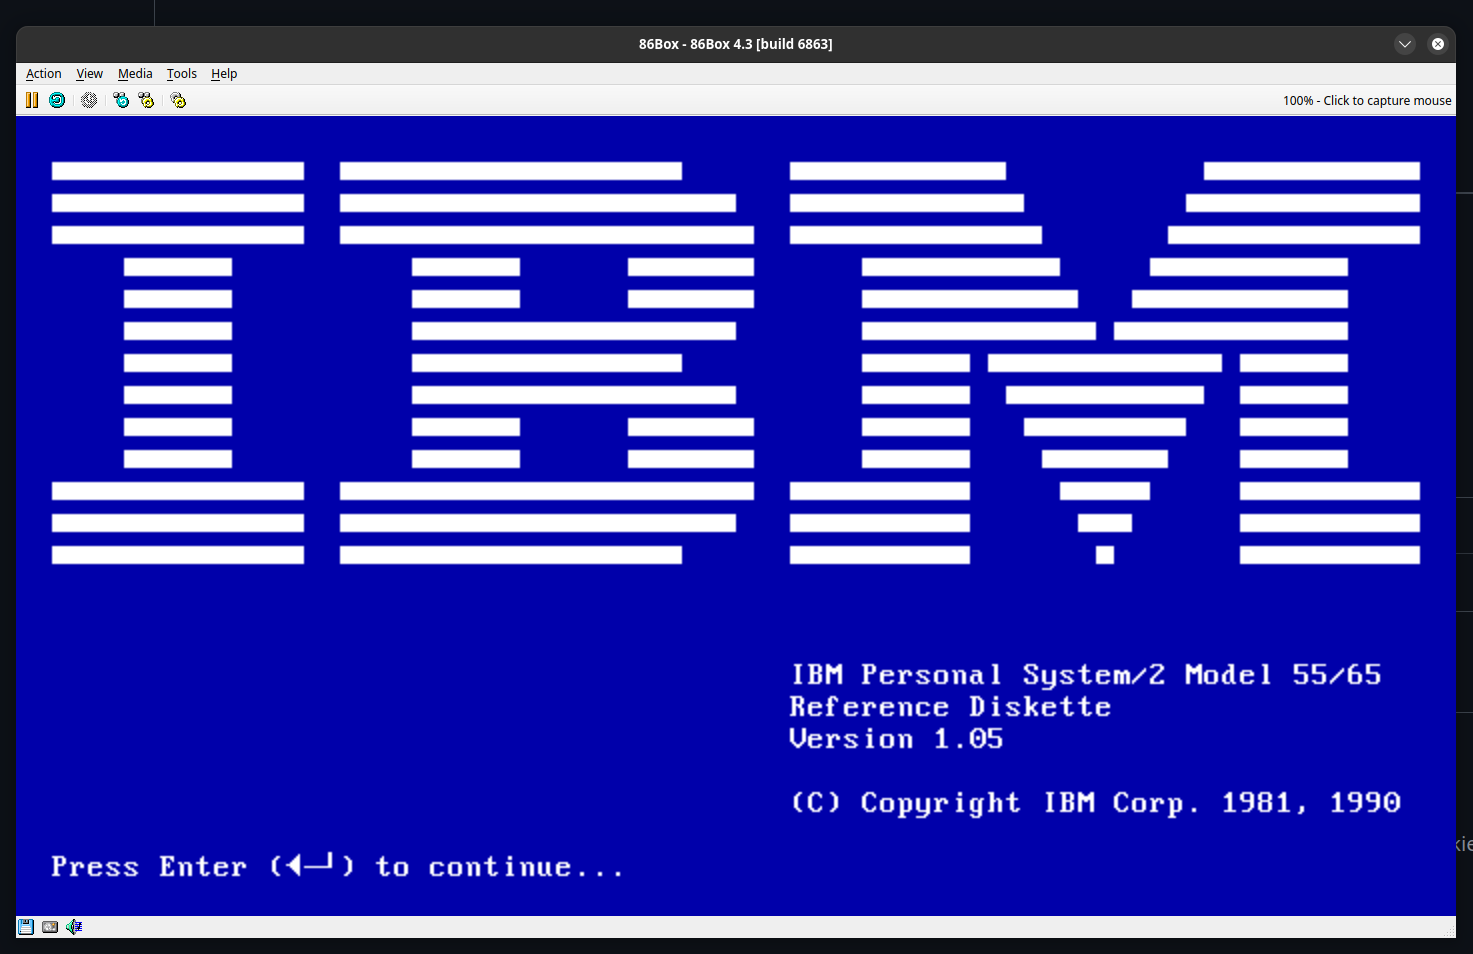 86Box - 86Box 4.3 [build 6863]
Action View Media Tools Help
100% - Click to capture mouse
IBM
IBM Personal System/2 Model 55/65
Reference Diskette
Version 1.05
(C) Copyright IBM Corp. 1981, 1990
Press Enter (◄─┘) to continue...